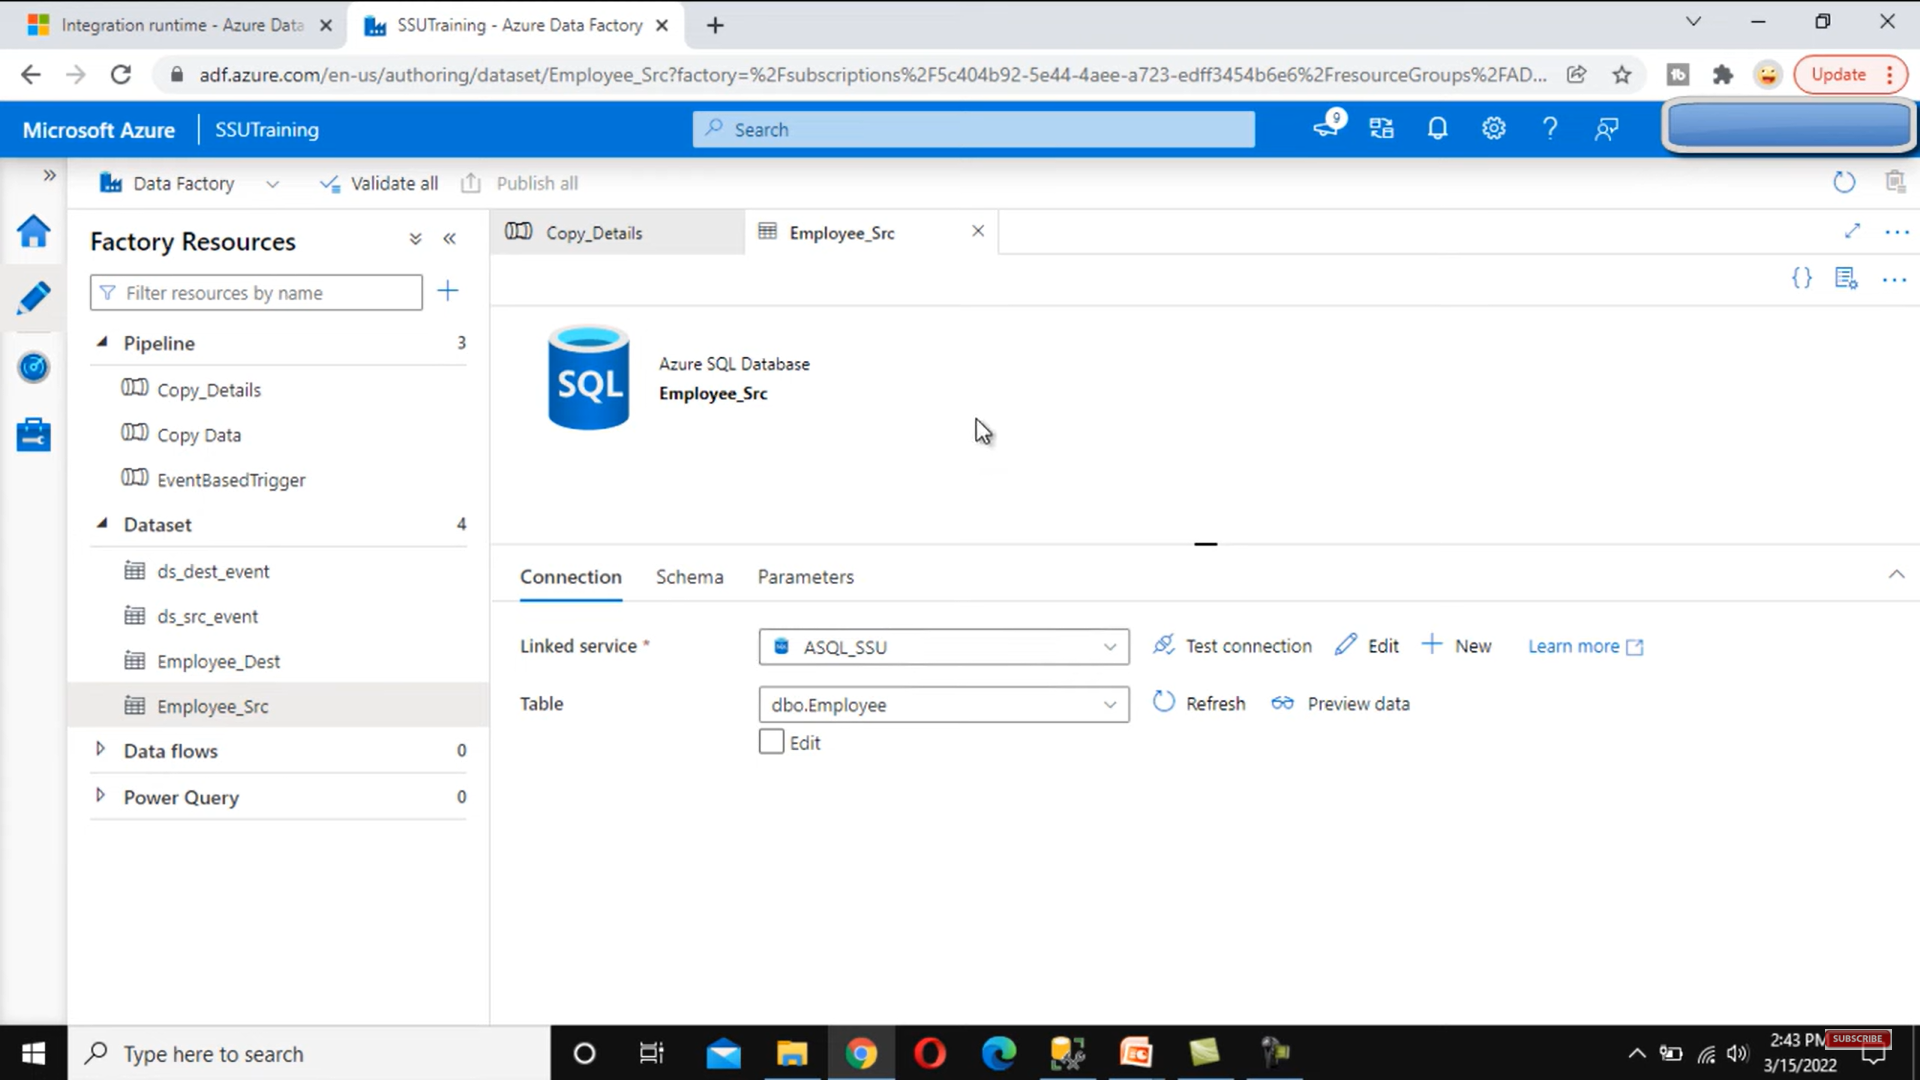 Integration runtime - Azure Data
SSUTraining - Azure Data Factory
adf.azure.com/en-us/authoring/dataset/Employee_Src?factory=%2Fsubscriptions%2F5c404b92-5e44-4aee-a723-edff3454b6e6%2FresourceGroups%2FAD...
Update
Microsoft Azure
SSUTraining
Search
9
Data Factory
Validate all
Publish all
Factory Resources
Copy_Details
Employee_Src
Filter resources by name
Pipeline 3
Copy_Details
Copy Data
EventBasedTrigger
Dataset 4
ds_dest_event
ds_src_event
Employee_Dest
Employee_Src
Data flows 0
Power Query 0
SQL
Azure SQL Database
Employee_Src
Connection
Schema
Parameters
Linked service *
ASQL_SSU
Test connection
Edit
New
Learn more
Table
dbo.Employee
Refresh
Preview data
Edit
Type here to search
2:43 PM
3/15/2022
SUBSCRIBE